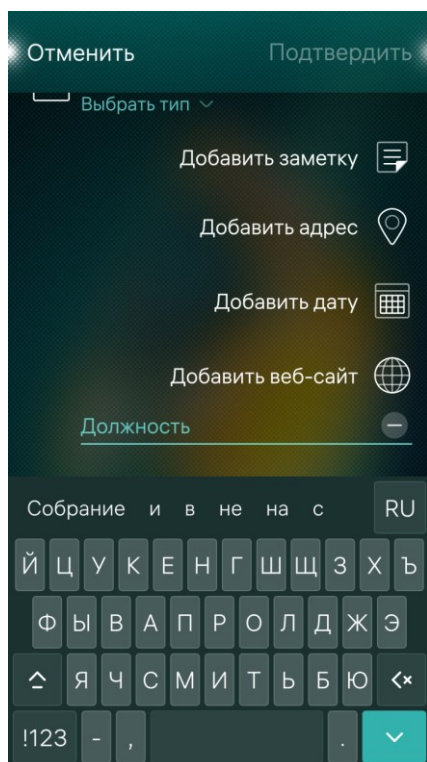 Отменить Подтвердить
Выбрать тип
Добавить заметку
Добавить адрес
Добавить дату
Добавить веб-сайт
Должность
Собрание и в не на с RU
Й Ц У К Е Н Г Ш Щ З Х Ъ
Ф Ы В А П Р О Л Д Ж Э
Я Ч С М И Т Ь Б Ю
!123 - , .